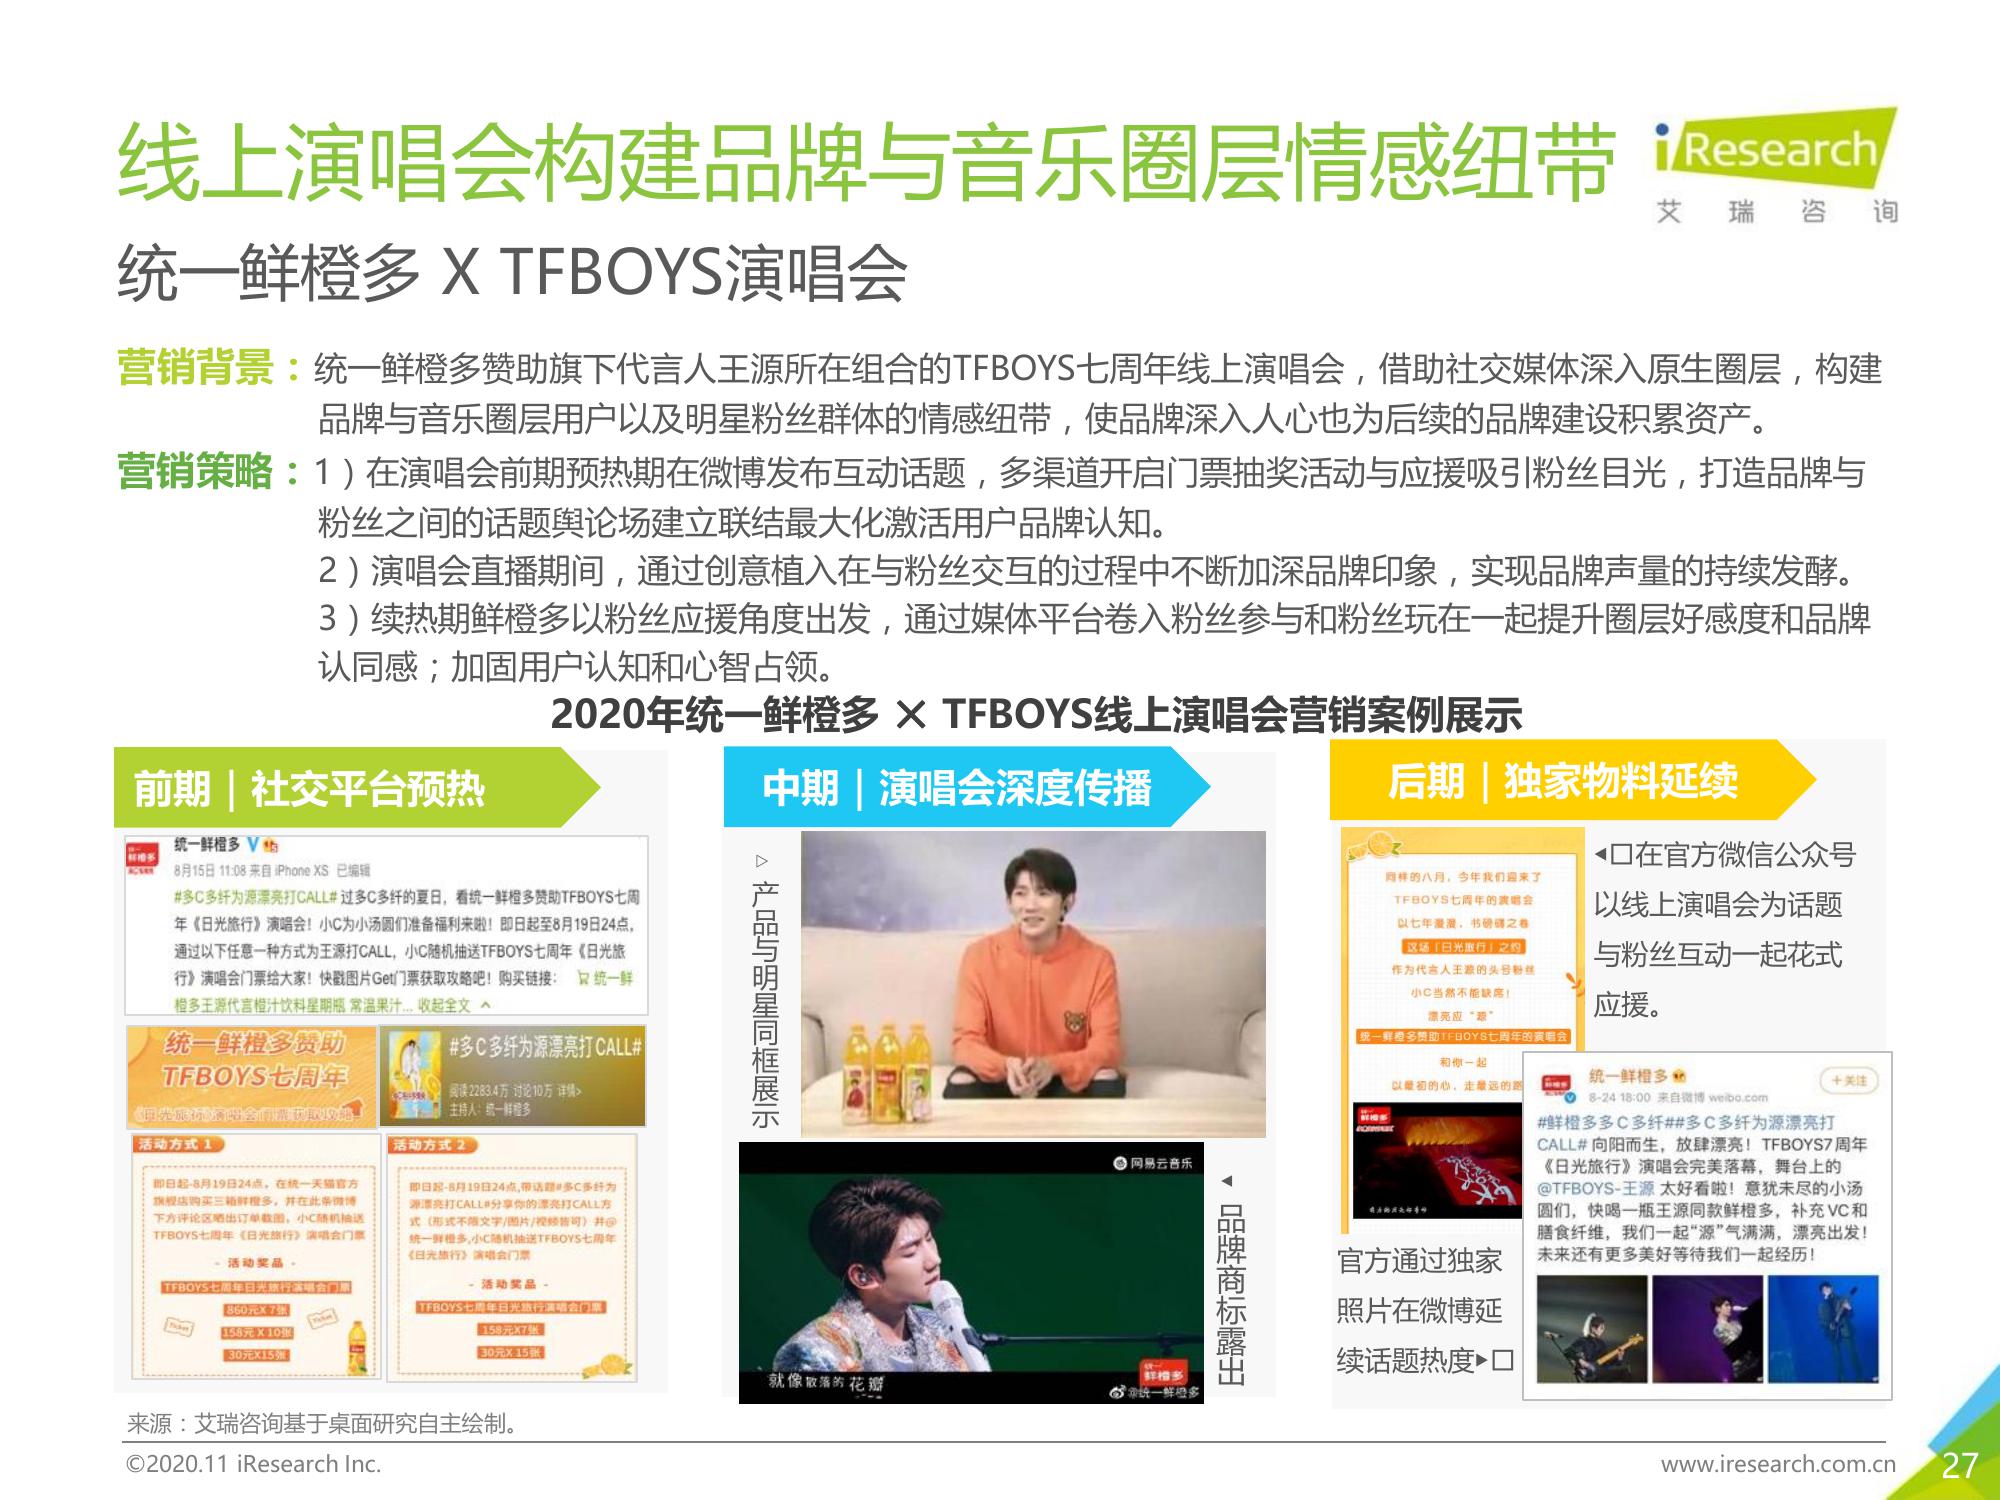 线上演唱会构建品牌与音乐圈层情感纽带
iResearch
艾瑞咨询
统一鲜橙多 X TFBOYS演唱会
营销背景：统一鲜橙多赞助旗下代言人王源所在组合的TFBOYS七周年线上演唱会，借助社交媒体深入原生圈层，构建
品牌与音乐圈层用户以及明星粉丝群体的情感纽带，使品牌深入人心也为后续的品牌建设积累资产。
营销策略：1）在演唱会前期预热期在微博发布互动话题，多渠道开启门票抽奖活动与应援吸引粉丝目光，打造品牌与
粉丝之间的话题舆论场建立联结最大化激活用户品牌认知。
2）演唱会直播期间，通过创意植入在与粉丝交互的过程中不断加深品牌印象，实现品牌声量的持续发酵。
3）续热期鲜橙多以粉丝应援角度出发，通过媒体平台卷入粉丝参与和粉丝玩在一起提升圈层好感度和品牌
认同感；加固用户认知和心智占领。
2020年统一鲜橙多 × TFBOYS线上演唱会营销案例展示
前期｜社交平台预热
统一鲜橙多
8月15日 11:08 来自 iPhone XS 已编辑
#多C多纤为源漂亮打CALL# 过多C多纤的夏日，看统一鲜橙多赞助TFBOYS七周
年《日光旅行》演唱会！小C为小汤圆们准备福利来啦！即日起至8月19日24点，
通过以下任意一种方式为王源打CALL，小C随机抽送TFBOYS七周年《日光旅
行》演唱会门票给大家！快戳图片Get门票获取攻略吧！购买链接： 统一鲜
橙多王源代言橙汁饮料星期瓶 常温果汁... 收起全文
统一鲜橙多赞助
TFBOYS七周年
《日光旅行》演唱会门票获取攻略
#多C多纤为源漂亮打CALL#
阅读2283.4万 讨论10万 详情>
主持人：统一鲜橙多
活动方式 1
即日起-8月19日24点，在统一天猫官方
旗舰店购买三箱鲜橙多，并在此条微博
下方评论区晒出订单截图，小C随机抽送
TFBOYS七周年《日光旅行》演唱会门票
- 活动奖品 -
TFBOYS七周年日光旅行演唱会门票
860元X 7张
158元 X 10张
30元X15张
Ticket
Ticket
活动方式 2
即日起-8月19日24点,带话题#多C多纤为
源漂亮打CALL#分享你的漂亮打CALL方
式（形式不限文字/图片/视频皆可）并@
统一鲜橙多,小C随机抽送TFBOYS七周年
《日光旅行》演唱会门票
- 活动奖品 -
TFBOYS七周年日光旅行演唱会门票
158元X7张
30元X 15张
中期｜演唱会深度传播
▷产品与明星同框展示
网易云音乐
就像散落的花瓣
统一
鲜橙多
@统一鲜橙多
◂品牌商标露出
后期｜独家物料延续
同样的八月，今年我们迎来了
TFBOYS七周年的演唱会
以七年漫漫，书磅礴之卷
这场「日光旅行」之约
作为代言人王源的头号粉丝
小C当然不能缺席！
漂亮应“源”
统一鲜橙多赞助TFBOYS七周年的演唱会
和你一起
以最初的心，走最远的路
◂□在官方微信公众号
以线上演唱会为话题
与粉丝互动一起花式
应援。
统一鲜橙多
+关注
8-24 18:00 来自微博 weibo.com
#鲜橙多多C多纤##多C多纤为源漂亮打
CALL# 向阳而生，放肆漂亮！TFBOYS7周年
《日光旅行》演唱会完美落幕，舞台上的
@TFBOYS-王源 太好看啦！意犹未尽的小汤
圆们，快喝一瓶王源同款鲜橙多，补充VC和
膳食纤维，我们一起“源”气满满，漂亮出发！
未来还有更多美好等待我们一起经历！
官方通过独家
照片在微博延
续话题热度▸□
来源：艾瑞咨询基于桌面研究自主绘制。
©2020.11 iResearch Inc.
www.iresearch.com.cn
27